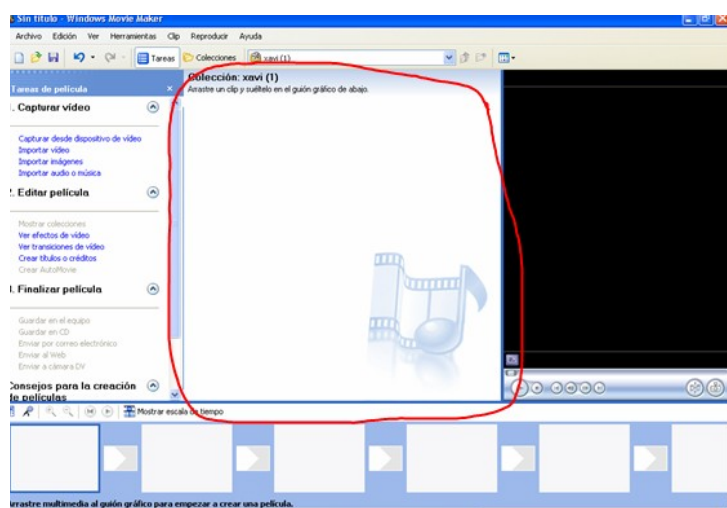 Sin título - Windows Movie Maker
Archivo Edición Ver Herramientas Clip Reproducir Ayuda
Tareas Colecciones xavi (1)
Tareas de película
Colección: xavi (1)
Arrastre un clip y suéltelo en el guión gráfico de abajo.
1. Capturar vídeo
Capturar desde dispositivo de vídeo
Importar vídeo
Importar imágenes
Importar audio o música
2. Editar película
Mostrar colecciones
Ver efectos de vídeo
Ver transiciones de vídeo
Crear títulos o créditos
Crear AutoMovie
3. Finalizar película
Guardar en el equipo
Guardar en CD
Enviar por correo electrónico
Enviar al Web
Enviar a cámara DV
Consejos para la creación
de películas
Mostrar escala de tiempo
Arrastre multimedia al guión gráfico para empezar a crear una película.